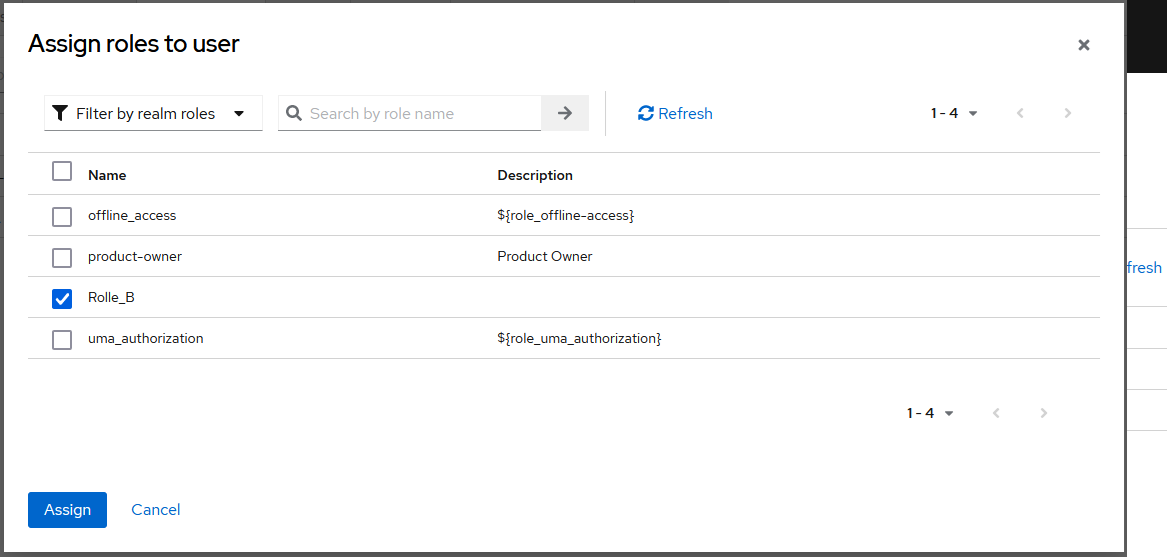 Assign roles to user
Filter by realm roles Search by role name Refresh 1 - 4
Name Description
offline_access ${role_offline-access}
product-owner Product Owner
fresh
Rolle_B
uma_authorization ${role_uma_authorization}
1 - 4
Assign Cancel